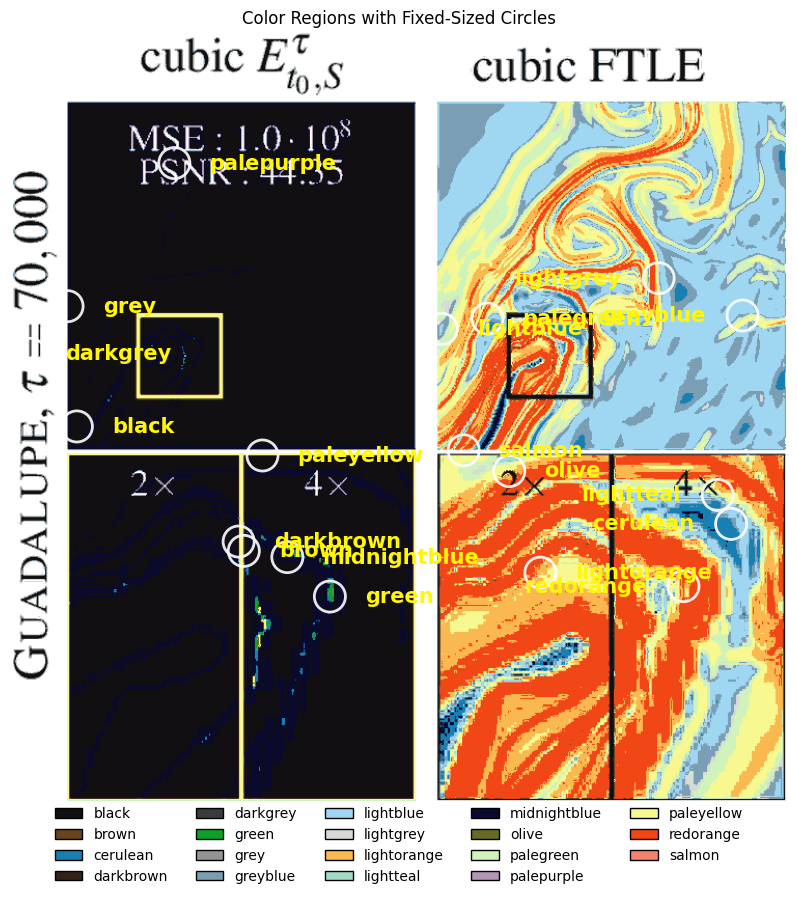 Color Regions with Fixed-Sized Circles
cubic E^τ_{t_0,S}
cubic FTLE
GUADALUPE, τ = 70,000
MSE : 1.0 · 10^8
PSNR : 44.35
palepurple
grey
darkgrey
black
lightgrey
palegreen
greyblue
lightblue
paleyellow
salmon
olive
2×
4×
2×
4×
lightteal
cerulean
darkbrown
brown
midnightblue
green
lightorange
redorange
black
darkgrey
lightblue
midnightblue
paleyellow
brown
green
lightgrey
olive
redorange
cerulean
grey
lightorange
palegreen
salmon
darkbrown
greyblue
lightteal
palepurple